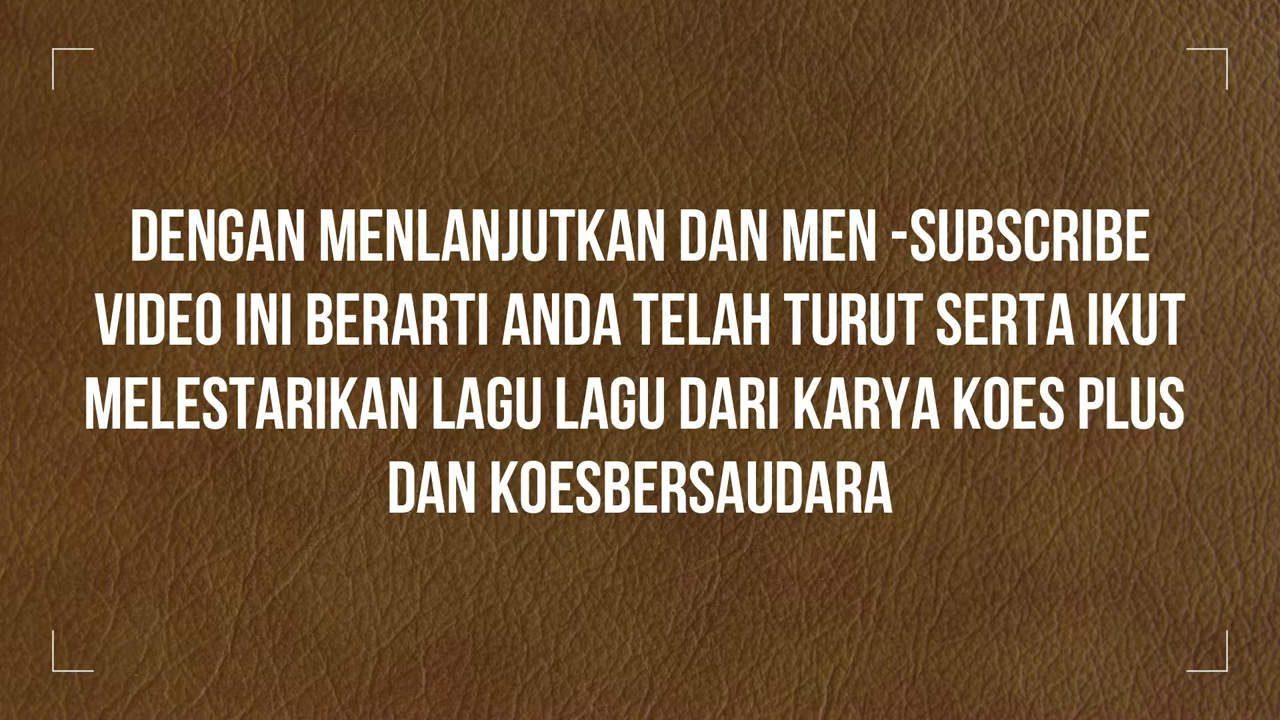 DENGAN MENLANJUTKAN DAN MEN -SUBSCRIBE
VIDEO INI BERARTI ANDA TELAH TURUT SERTA IKUT
MELESTARIKAN LAGU LAGU DARI KARYA KOES PLUS
DAN KOESBERSAUDARA